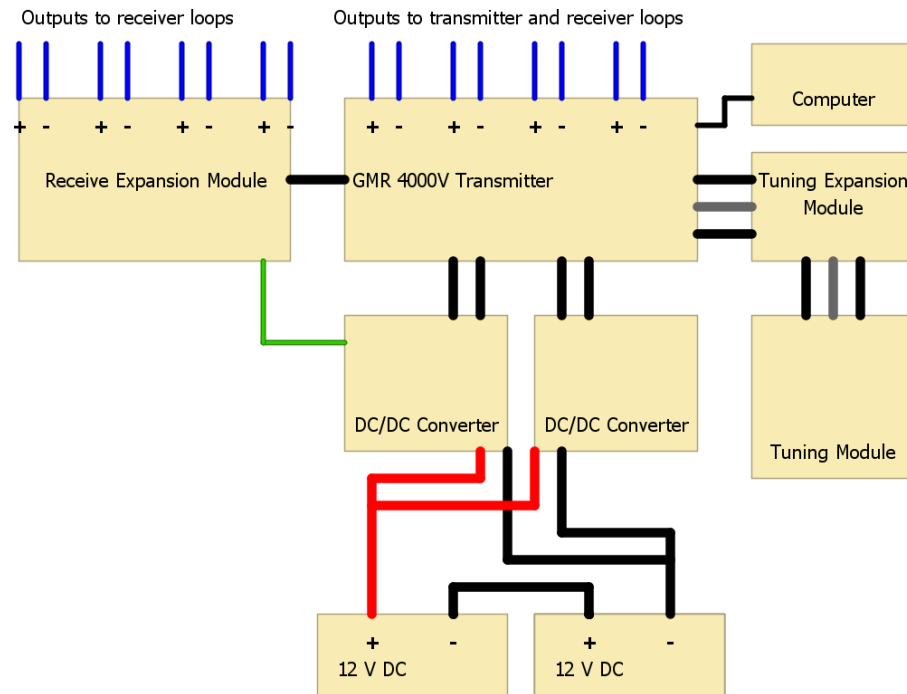 Outputs to receiver loops
Outputs to transmitter and receiver loops
Computer
+ - + - + - + -
+ - + - + - + -
Receive Expansion Module
GMR 4000V Transmitter
Tuning Expansion
Module
DC/DC Converter
DC/DC Converter
Tuning Module
+ -
+ -
12 V DC
12 V DC